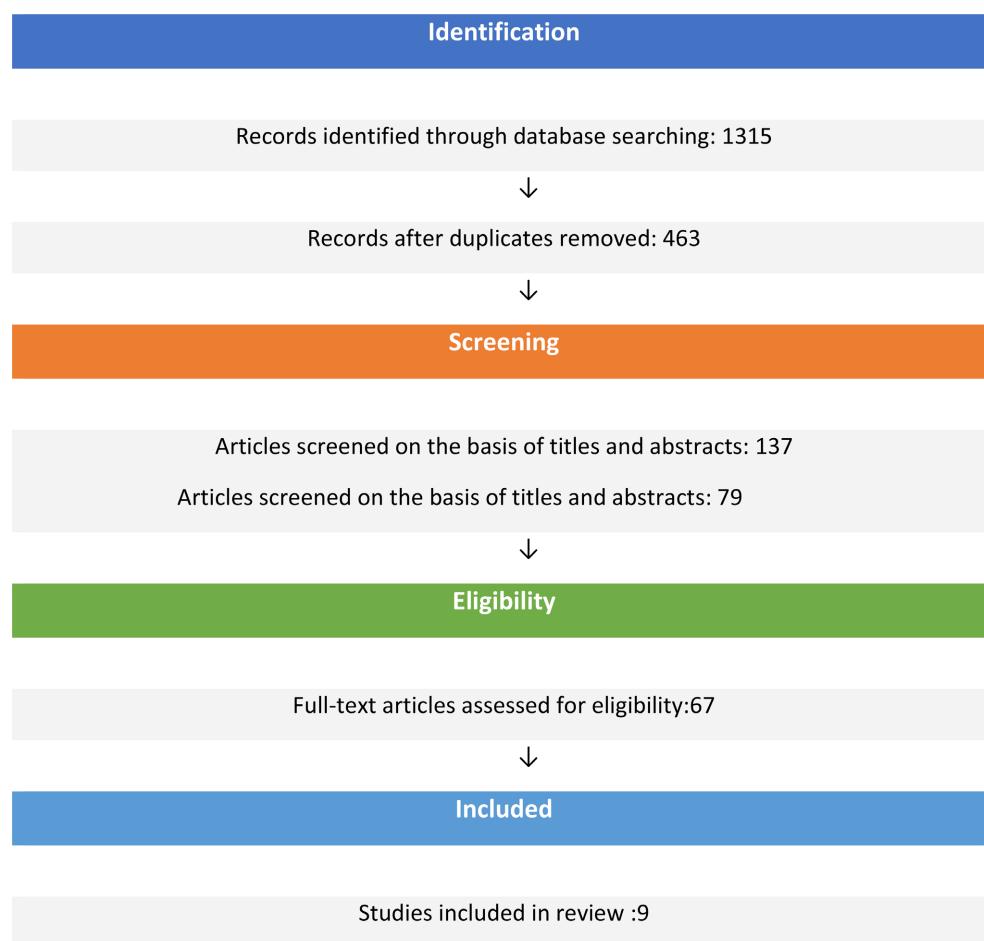 Identification
Records identified through database searching: 1315
↓
Records after duplicates removed: 463
↓
Screening
Articles screened on the basis of titles and abstracts: 137
Articles screened on the basis of titles and abstracts: 79
↓
Eligibility
Full-text articles assessed for eligibility:67
↓
Included
Studies included in review :9